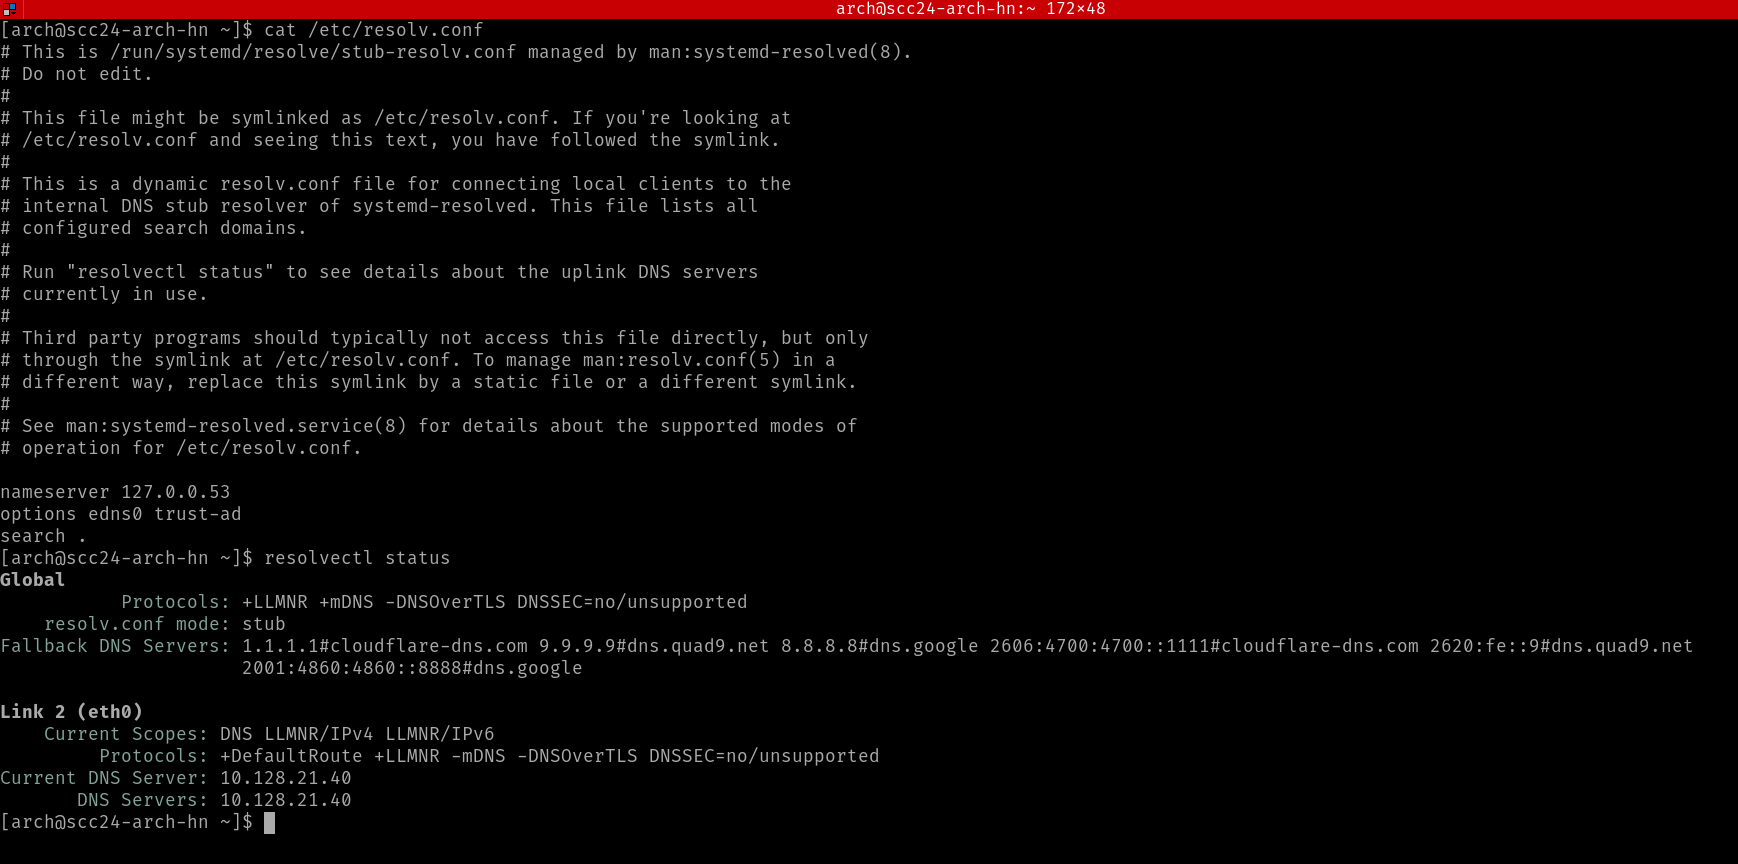 arch@scc24-arch-hn:~ 172×48
[arch@scc24-arch-hn ~]$ cat /etc/resolv.conf
# This is /run/systemd/resolve/stub-resolv.conf managed by man:systemd-resolved(8).
# Do not edit.
#
# This file might be symlinked as /etc/resolv.conf. If you're looking at
# /etc/resolv.conf and seeing this text, you have followed the symlink.
#
# This is a dynamic resolv.conf file for connecting local clients to the
# internal DNS stub resolver of systemd-resolved. This file lists all
# configured search domains.
#
# Run "resolvectl status" to see details about the uplink DNS servers
# currently in use.
#
# Third party programs should typically not access this file directly, but only
# through the symlink at /etc/resolv.conf. To manage man:resolv.conf(5) in a
# different way, replace this symlink by a static file or a different symlink.
#
# See man:systemd-resolved.service(8) for details about the supported modes of
# operation for /etc/resolv.conf.

nameserver 127.0.0.53
options edns0 trust-ad
search .
[arch@scc24-arch-hn ~]$ resolvectl status
Global
           Protocols: +LLMNR +mDNS -DNSOverTLS DNSSEC=no/unsupported
    resolv.conf mode: stub
Fallback DNS Servers: 1.1.1.1#cloudflare-dns.com 9.9.9.9#dns.quad9.net 8.8.8.8#dns.google 2606:4700:4700::1111#cloudflare-dns.com 2620:fe::9#dns.quad9.net
                      2001:4860:4860::8888#dns.google

Link 2 (eth0)
    Current Scopes: DNS LLMNR/IPv4 LLMNR/IPv6
         Protocols: +DefaultRoute +LLMNR -mDNS -DNSOverTLS DNSSEC=no/unsupported
Current DNS Server: 10.128.21.40
       DNS Servers: 10.128.21.40
[arch@scc24-arch-hn ~]$